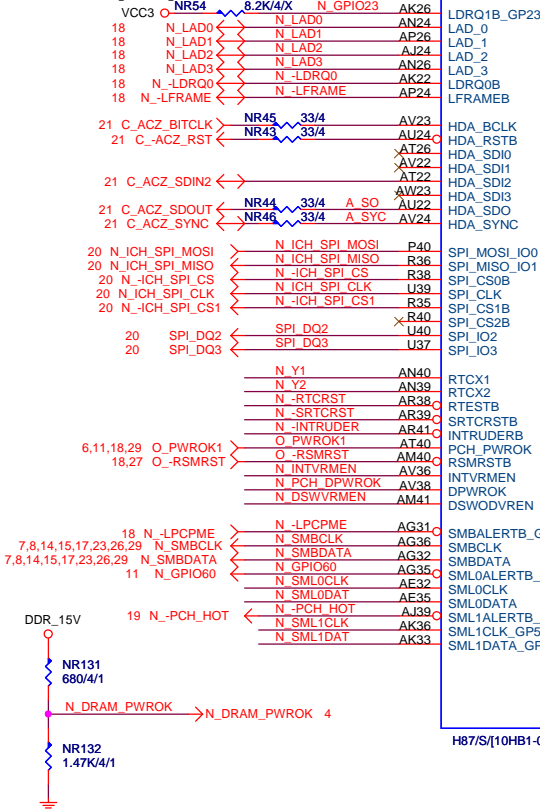 VCC3 NR54 8.2K/4/X N_GPIO23 AK26 LDRQ1B_GP23
18 N_LAD0 N_LAD0 AN24 LAD_0
18 N_LAD1 N_LAD1 AP26 LAD_1
18 N_LAD2 N_LAD2 AJ24 LAD_2
18 N_LAD3 N_LAD3 AN26 LAD_3
18 N_-LDRQ0 N_-LDRQ0 AK22 LDRQ0B
18 N_-LFRAME N_-LFRAME AP24 LFRAMEB
21 C_ACZ_BITCLK NR45 33/4 AV23 HDA_BCLK
21 C_-ACZ_RST NR43 33/4 AU24 HDA_RSTB
AT26 HDA_SDI0
AV22 HDA_SDI1
21 C_ACZ_SDIN2 AT22 HDA_SDI2
AW23 HDA_SDI3
21 C_ACZ_SDOUT NR44 33/4 A_SO AU22 HDA_SDO
21 C_ACZ_SYNC NR46 33/4 A_SYC AV24 HDA_SYNC
20 N_ICH_SPI_MOSI N_ICH_SPI_MOSI P40 SPI_MOSI_IO0
20 N_ICH_SPI_MISO N_ICH_SPI_MISO R36 SPI_MISO_IO1
20 N_-ICH_SPI_CS N_-ICH_SPI_CS R38 SPI_CS0B
20 N_ICH_SPI_CLK N_ICH_SPI_CLK U39 SPI_CLK
20 N_-ICH_SPI_CS1 N_-ICH_SPI_CS1 R35 SPI_CS1B
R40 SPI_CS2B
20 SPI_DQ2 SPI_DQ2 U40 SPI_IO2
20 SPI_DQ3 SPI_DQ3 U37 SPI_IO3
N_Y1 AN40 RTCX1
N_Y2 AN39 RTCX2
N_-RTCRST AR38 RTESTB
N_-SRTCRST AR39 SRTCRSTB
N_-INTRUDER AR41 INTRUDERB
6,11,18,29 O_PWROK1 O_PWROK1 AT40 PCH_PWROK
18,27 O_-RSMRST O_-RSMRST AM40 RSMRSTB
N_INTVRMEN AV36 INTVRMEN
N_PCH_DPWROK AV38 DPWROK
N_DSWVRMEN AM41 DSWODVREN
18 N_-LPCPME N_-LPCPME AG31 SMBALERTB_G
7,8,14,15,17,23,26,29 N_SMBCLK N_SMBCLK AG36 SMBCLK
7,8,14,15,17,23,26,29 N_SMBDATA N_SMBDATA AG32 SMBDATA
11 N_GPIO60 N_GPIO60 AG35 SML0ALERTB_
N_SML0CLK AE32 SML0CLK
N_SML0DAT AE35 SML0DATA
19 N_-PCH_HOT N_-PCH_HOT AJ39 SML1ALERTB_
N_SML1CLK AK36 SML1CLK_GP5
N_SML1DAT AK33 SML1DATA_GP
DDR_15V
NR131
680/4/1
N_DRAM_PWROK N_DRAM_PWROK 4
NR132
1.47K/4/1
H87/S/[10HB1-0